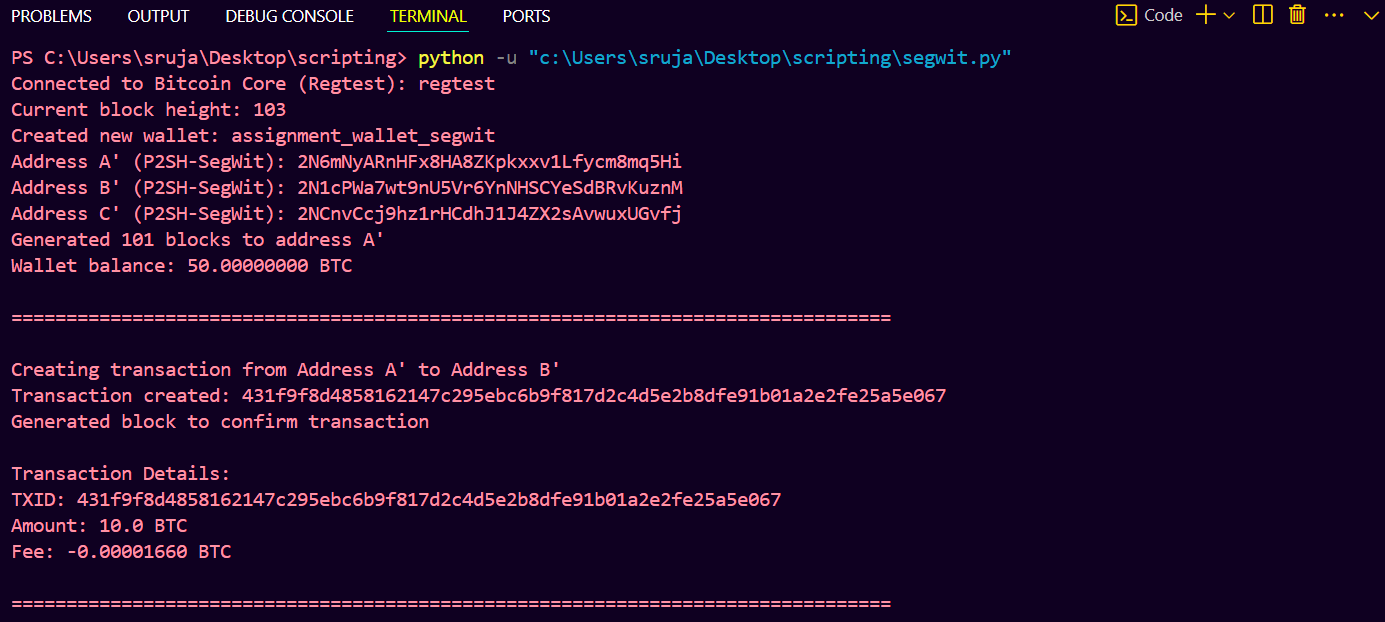 PROBLEMS OUTPUT DEBUG CONSOLE TERMINAL PORTS Code
PS C:\Users\sruja\Desktop\scripting> python -u "c:\Users\sruja\Desktop\scripting\segwit.py"
Connected to Bitcoin Core (Regtest): regtest
Current block height: 103
Created new wallet: assignment_wallet_segwit
Address A' (P2SH-SegWit): 2N6mNyARnHFx8HA8ZKpkxxv1Lfycm8mq5Hi
Address B' (P2SH-SegWit): 2N1cPWa7wt9nU5Vr6YnNHSCYeSdBRvKuznM
Address C' (P2SH-SegWit): 2NCnvCcj9hz1rHCdhJ1J4ZX2sAvwuxUGvfj
Generated 101 blocks to address A'
Wallet balance: 50.00000000 BTC
================================================================================
Creating transaction from Address A' to Address B'
Transaction created: 431f9f8d4858162147c295ebc6b9f817d2c4d5e2b8dfe91b01a2e2fe25a5e067
Generated block to confirm transaction
Transaction Details:
TXID: 431f9f8d4858162147c295ebc6b9f817d2c4d5e2b8dfe91b01a2e2fe25a5e067
Amount: 10.0 BTC
Fee: -0.00001660 BTC
================================================================================